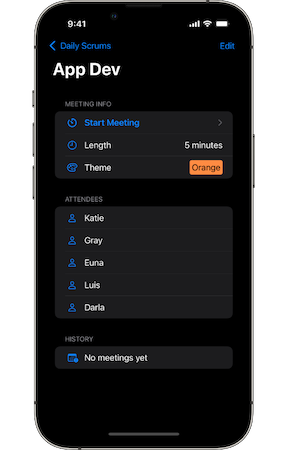 9:41
Daily Scrums
Edit
App Dev
MEETING INFO
Start Meeting
Length 5 minutes
Theme Orange
ATTENDEES
Katie
Gray
Euna
Luis
Darla
HISTORY
No meetings yet